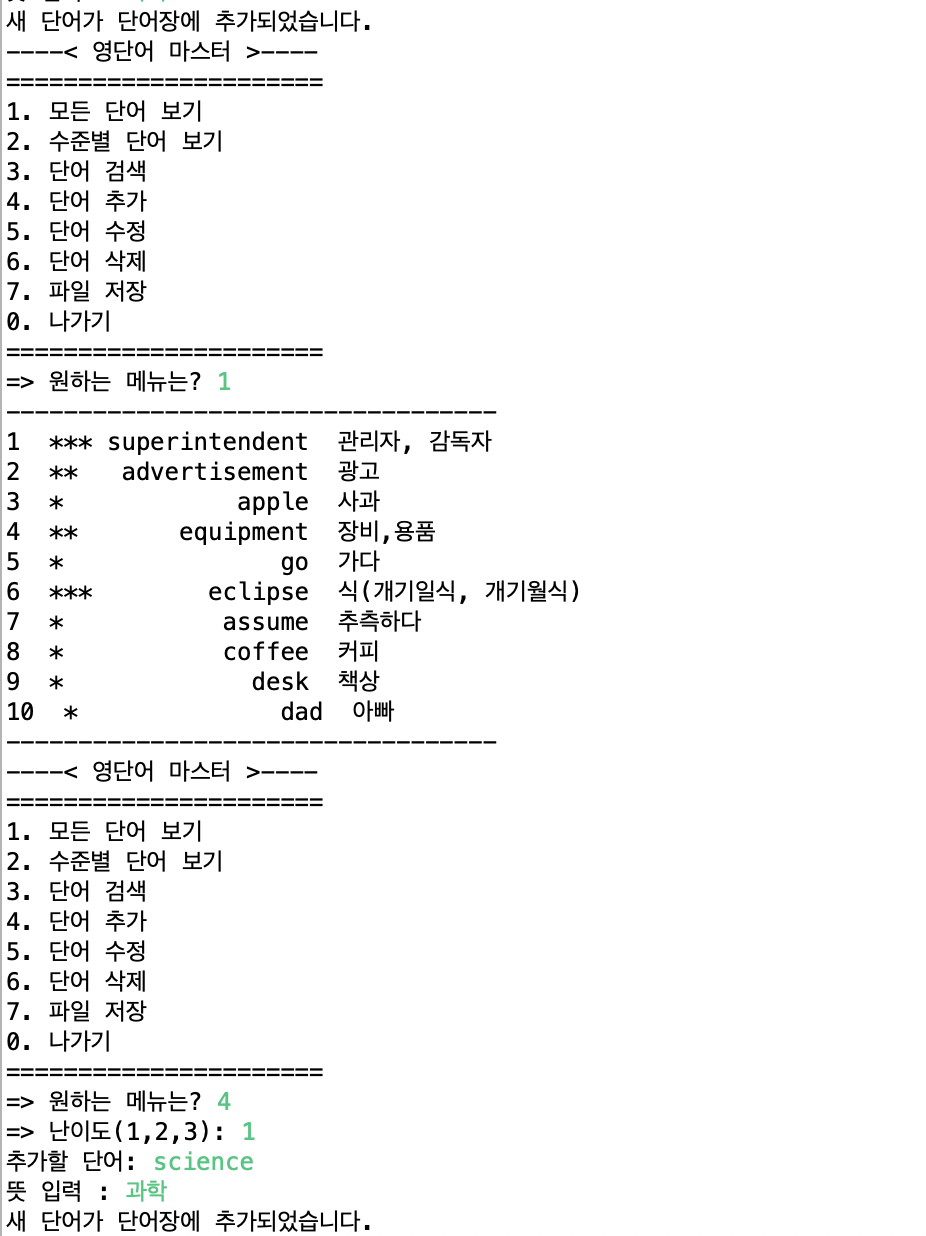 새 단어가 단어장에 추가되었습니다.
----< 영단어 마스터 >----
======================
1. 모든 단어 보기
2. 수준별 단어 보기
3. 단어 검색
4. 단어 추가
5. 단어 수정
6. 단어 삭제
7. 파일 저장
0. 나가기
======================
=> 원하는 메뉴는? 1
----------------------------------
1  *** superintendent  관리자, 감독자
2  **   advertisement  광고
3  *            apple  사과
4  **       equipment  장비,용품
5  *               go  가다
6  ***        eclipse  식(개기일식, 개기월식)
7  *           assume  추측하다
8  *           coffee  커피
9  *             desk  책상
10  *              dad  아빠
----------------------------------
----< 영단어 마스터 >----
======================
1. 모든 단어 보기
2. 수준별 단어 보기
3. 단어 검색
4. 단어 추가
5. 단어 수정
6. 단어 삭제
7. 파일 저장
0. 나가기
======================
=> 원하는 메뉴는? 4
=> 난이도(1,2,3): 1
추가할 단어: science
뜻 입력 : 과학
새 단어가 단어장에 추가되었습니다.